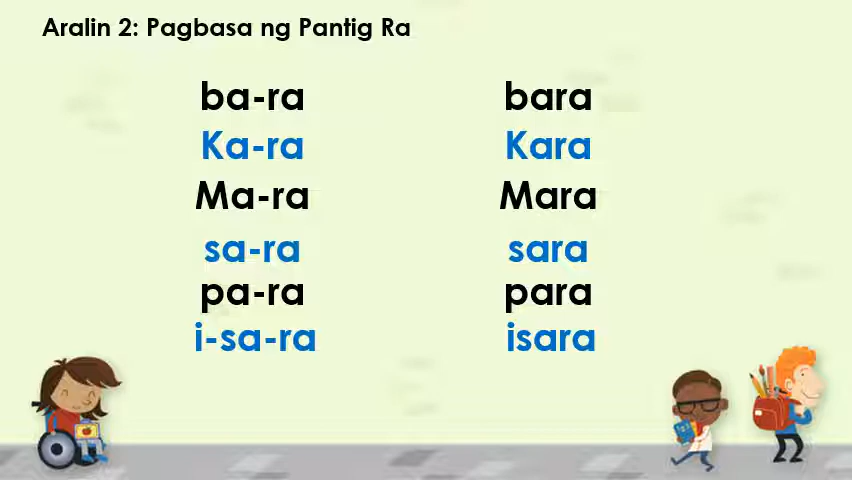 Aralin 2: Pagbasa ng Pantig Ra
ba-ra bara
Ka-ra Kara
Ma-ra Mara
sa-ra sara
pa-ra para
i-sa-ra isara